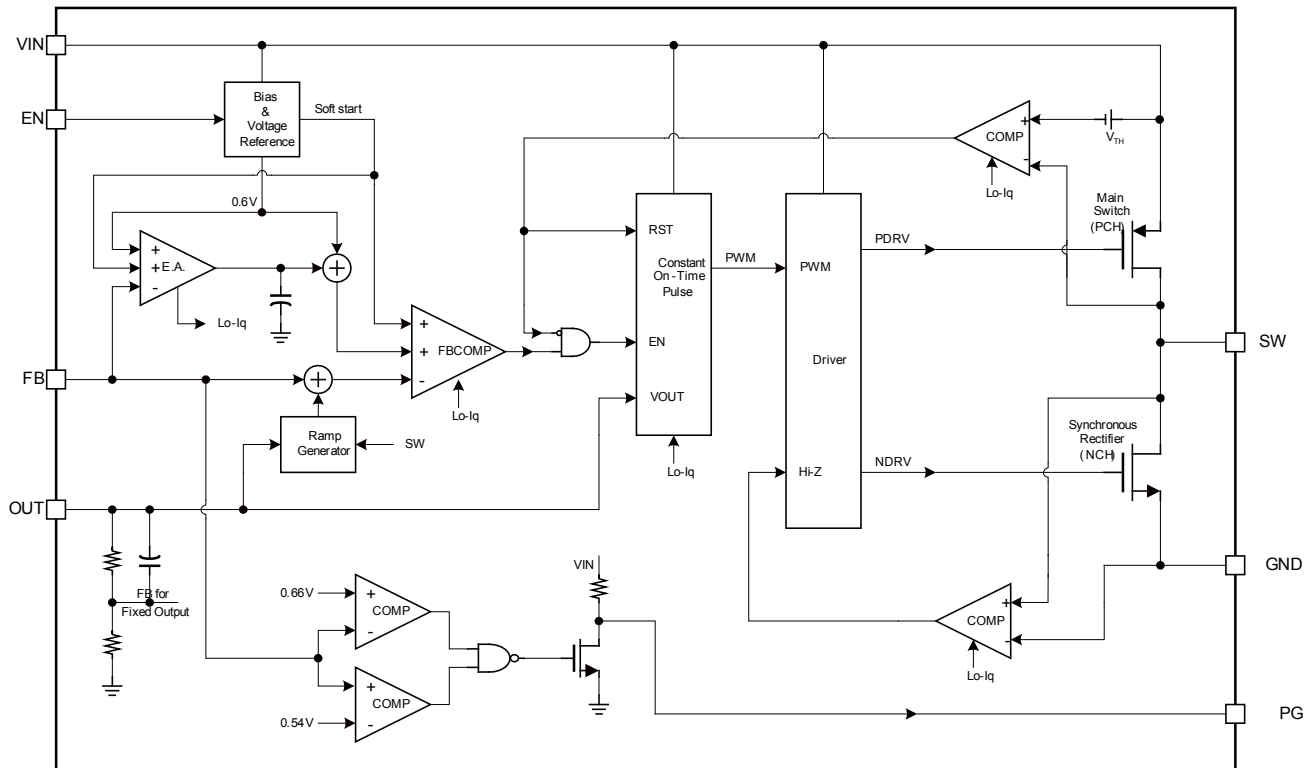 VIN
EN
Bias
&
Voltage
Reference
Soft start
0.6V
+
+ E.A.
-
Lo-Iq
+
+
+
FBCOMP
-
Lo-Iq
FB
+
Ramp
Generator
SW
OUT
FB for
Fixed Output
RST
Constant
On-Time
Pulse
EN
VOUT
Lo-Iq
PWM
PWM
Driver
Hi-Z
PDRV
NDRV
+
COMP
-
Lo-Iq
VTH
Main
Switch
(PCH)
SW
Synchronous
Rectifier
(NCH)
GND
+
COMP
-
Lo-Iq
0.66V
+
COMP
-
+
COMP
-
0.54V
VIN
PG